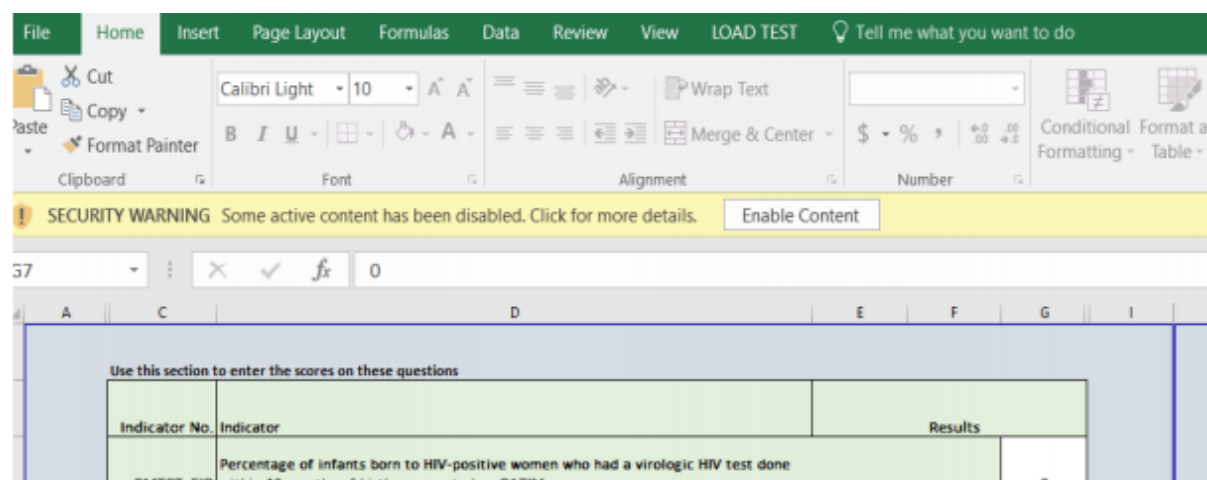 File Home Insert Page Layout Formulas Data Review View LOAD TEST Tell me what you want to do
Cut
Copy
Paste
Format Painter
Clipboard
Calibri Light 10 A A
B I U A
Font
Wrap Text
Merge & Center
Alignment
$ % ,
Number
Conditional Formatting
Format a
Table
SECURITY WARNING Some active content has been disabled. Click for more details. Enable Content
G7 fx 0
A C D E F G I
Use this section to enter the scores on these questions
Indicator No. Indicator Results
Percentage of infants born to HIV-positive women who had a virologic HIV test done